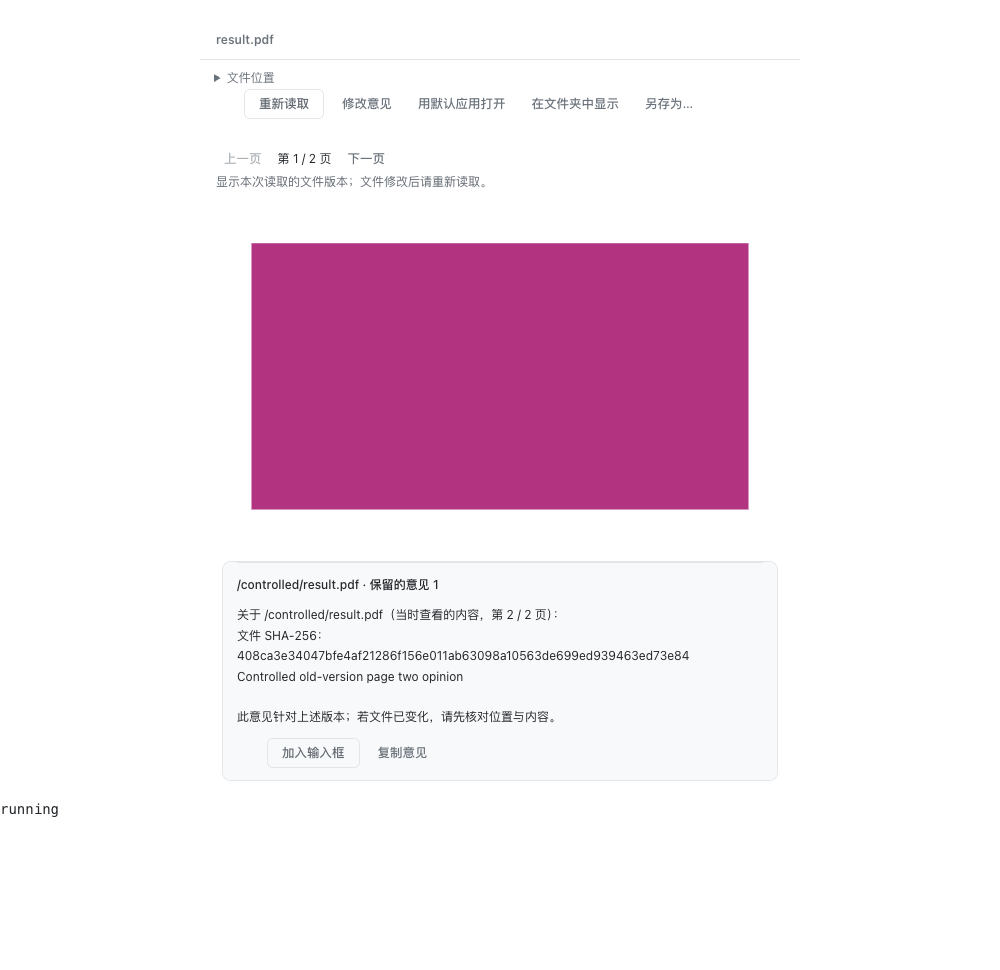 result.pdf
文件位置
重新读取 修改意见 用默认应用打开 在文件夹中显示 另存为...
上一页 第 1 / 2 页 下一页
显示本次读取的文件版本；文件修改后请重新读取。
/controlled/result.pdf · 保留的意见 1
关于 /controlled/result.pdf（当时查看的内容，第 2 / 2 页）：
文件 SHA-256：
408ca3e34047bfe4af21286f156e011ab63098a10563de699ed939463ed73e84
Controlled old-version page two opinion
此意见针对上述版本；若文件已变化，请先核对位置与内容。
加入输入框 复制意见
running